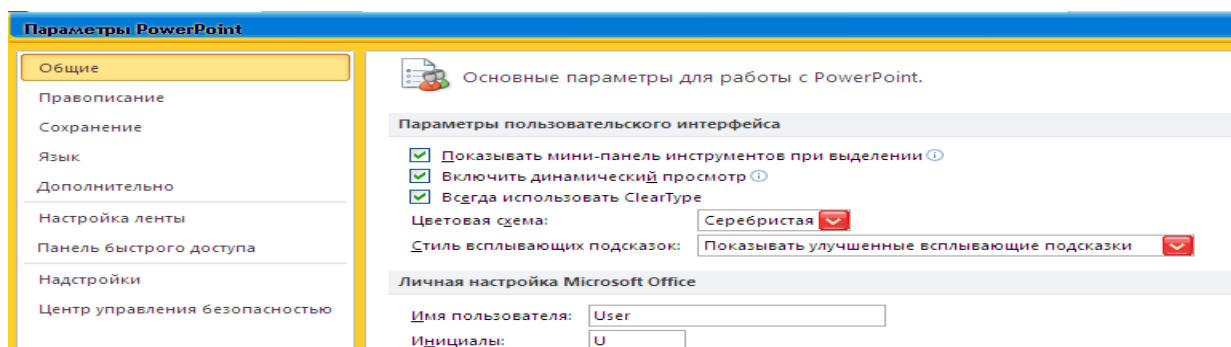 Параметры PowerPoint
Общие
Правописание
Сохранение
Язык
Дополнительно
Настройка ленты
Панель быстрого доступа
Надстройки
Центр управления безопасностью
Основные параметры для работы с PowerPoint.
Параметры пользовательского интерфейса
Показывать мини-панель инструментов при выделении
Включить динамический просмотр
Всегда использовать ClearType
Цветовая схема: Серебристая
Стиль всплывающих подсказок: Показывать улучшенные всплывающие подсказки
Личная настройка Microsoft Office
Имя пользователя: User
Инициалы: U